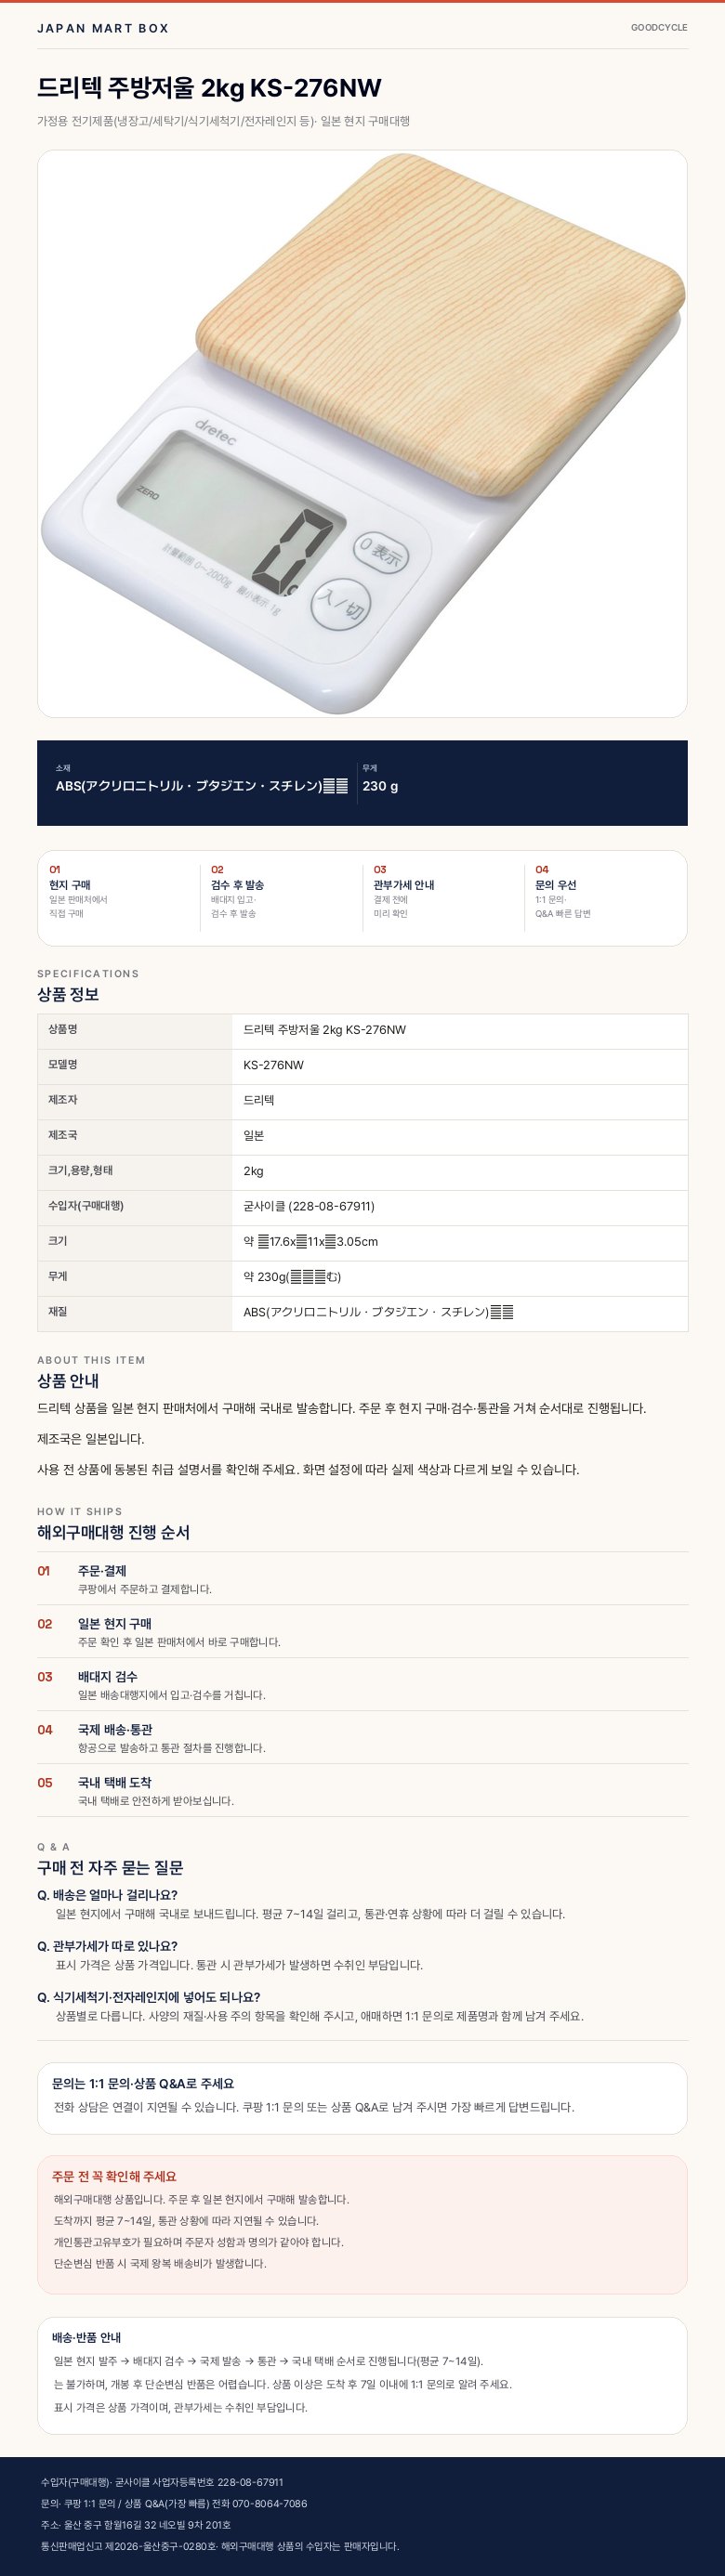 JAPAN MART BOX
GOODCYCLE
드리텍 주방저울 2kg KS-276NW
가정용 전기제품(냉장고/세탁기/식기세척기/전자레인지 등)· 일본 현지 구매대행
dretec
ZERO
0
計量範囲 0～2000g 最小表示 1g
0 表示
入/切
소재
ABS(アクリロニトリル・ブタジエン・スチレン)
무게
230 g
01
현지 구매
일본 판매처에서
직접 구매
02
검수 후 발송
배대지 입고·
검수 후 발송
03
관부가세 안내
결제 전에
미리 확인
04
문의 우선
1:1 문의·
Q&A 빠른 답변
SPECIFICATIONS
상품 정보
상품명 드리텍 주방저울 2kg KS-276NW
모델명 KS-276NW
제조자 드리텍
제조국 일본
크기,용량,형태 2kg
수입자(구매대행) 굳사이클 (228-08-67911)
크기 약 17.6x11x3.05cm
무게 약 230g(む)
재질 ABS(アクリロニトリル・ブタジエン・スチレン)
ABOUT THIS ITEM
상품 안내
드리텍 상품을 일본 현지 판매처에서 구매해 국내로 발송합니다. 주문 후 현지 구매·검수·통관을 거쳐 순서대로 진행됩니다.
제조국은 일본입니다.
사용 전 상품에 동봉된 취급 설명서를 확인해 주세요. 화면 설정에 따라 실제 색상과 다르게 보일 수 있습니다.
HOW IT SHIPS
해외구매대행 진행 순서
01 주문·결제
쿠팡에서 주문하고 결제합니다.
02 일본 현지 구매
주문 확인 후 일본 판매처에서 바로 구매합니다.
03 배대지 검수
일본 배송대행지에서 입고·검수를 거칩니다.
04 국제 배송·통관
항공으로 발송하고 통관 절차를 진행합니다.
05 국내 택배 도착
국내 택배로 안전하게 받아보십니다.
Q & A
구매 전 자주 묻는 질문
Q. 배송은 얼마나 걸리나요?
일본 현지에서 구매해 국내로 보내드립니다. 평균 7~14일 걸리고, 통관·연휴 상황에 따라 더 걸릴 수 있습니다.
Q. 관부가세가 따로 있나요?
표시 가격은 상품 가격입니다. 통관 시 관부가세가 발생하면 수취인 부담입니다.
Q. 식기세척기·전자레인지에 넣어도 되나요?
상품별로 다릅니다. 사양의 재질·사용 주의 항목을 확인해 주시고, 애매하면 1:1 문의로 제품명과 함께 남겨 주세요.
문의는 1:1 문의·상품 Q&A로 주세요
전화 상담은 연결이 지연될 수 있습니다. 쿠팡 1:1 문의 또는 상품 Q&A로 남겨 주시면 가장 빠르게 답변드립니다.
주문 전 꼭 확인해 주세요
해외구매대행 상품입니다. 주문 후 일본 현지에서 구매해 발송합니다.
도착까지 평균 7~14일, 통관 상황에 따라 지연될 수 있습니다.
개인통관고유부호가 필요하며 주문자 성함과 명의가 같아야 합니다.
단순변심 반품 시 국제 왕복 배송비가 발생합니다.
배송·반품 안내
일본 현지 발주 → 배대지 검수 → 국제 발송 → 통관 → 국내 택배 순서로 진행됩니다(평균 7~14일).
는 불가하며, 개봉 후 단순변심 반품은 어렵습니다. 상품 이상은 도착 후 7일 이내에 1:1 문의로 알려 주세요.
표시 가격은 상품 가격이며, 관부가세는 수취인 부담입니다.
수입자(구매대행)· 굳사이클 사업자등록번호 228-08-67911
문의· 쿠팡 1:1 문의 / 상품 Q&A(가장 빠름) 전화 070-8064-7086
주소· 울산 중구 함월16길 32 네오빌 9차 201호
통신판매업신고 제2026-울산중구-0280호· 해외구매대행 상품의 수입자는 판매자입니다.